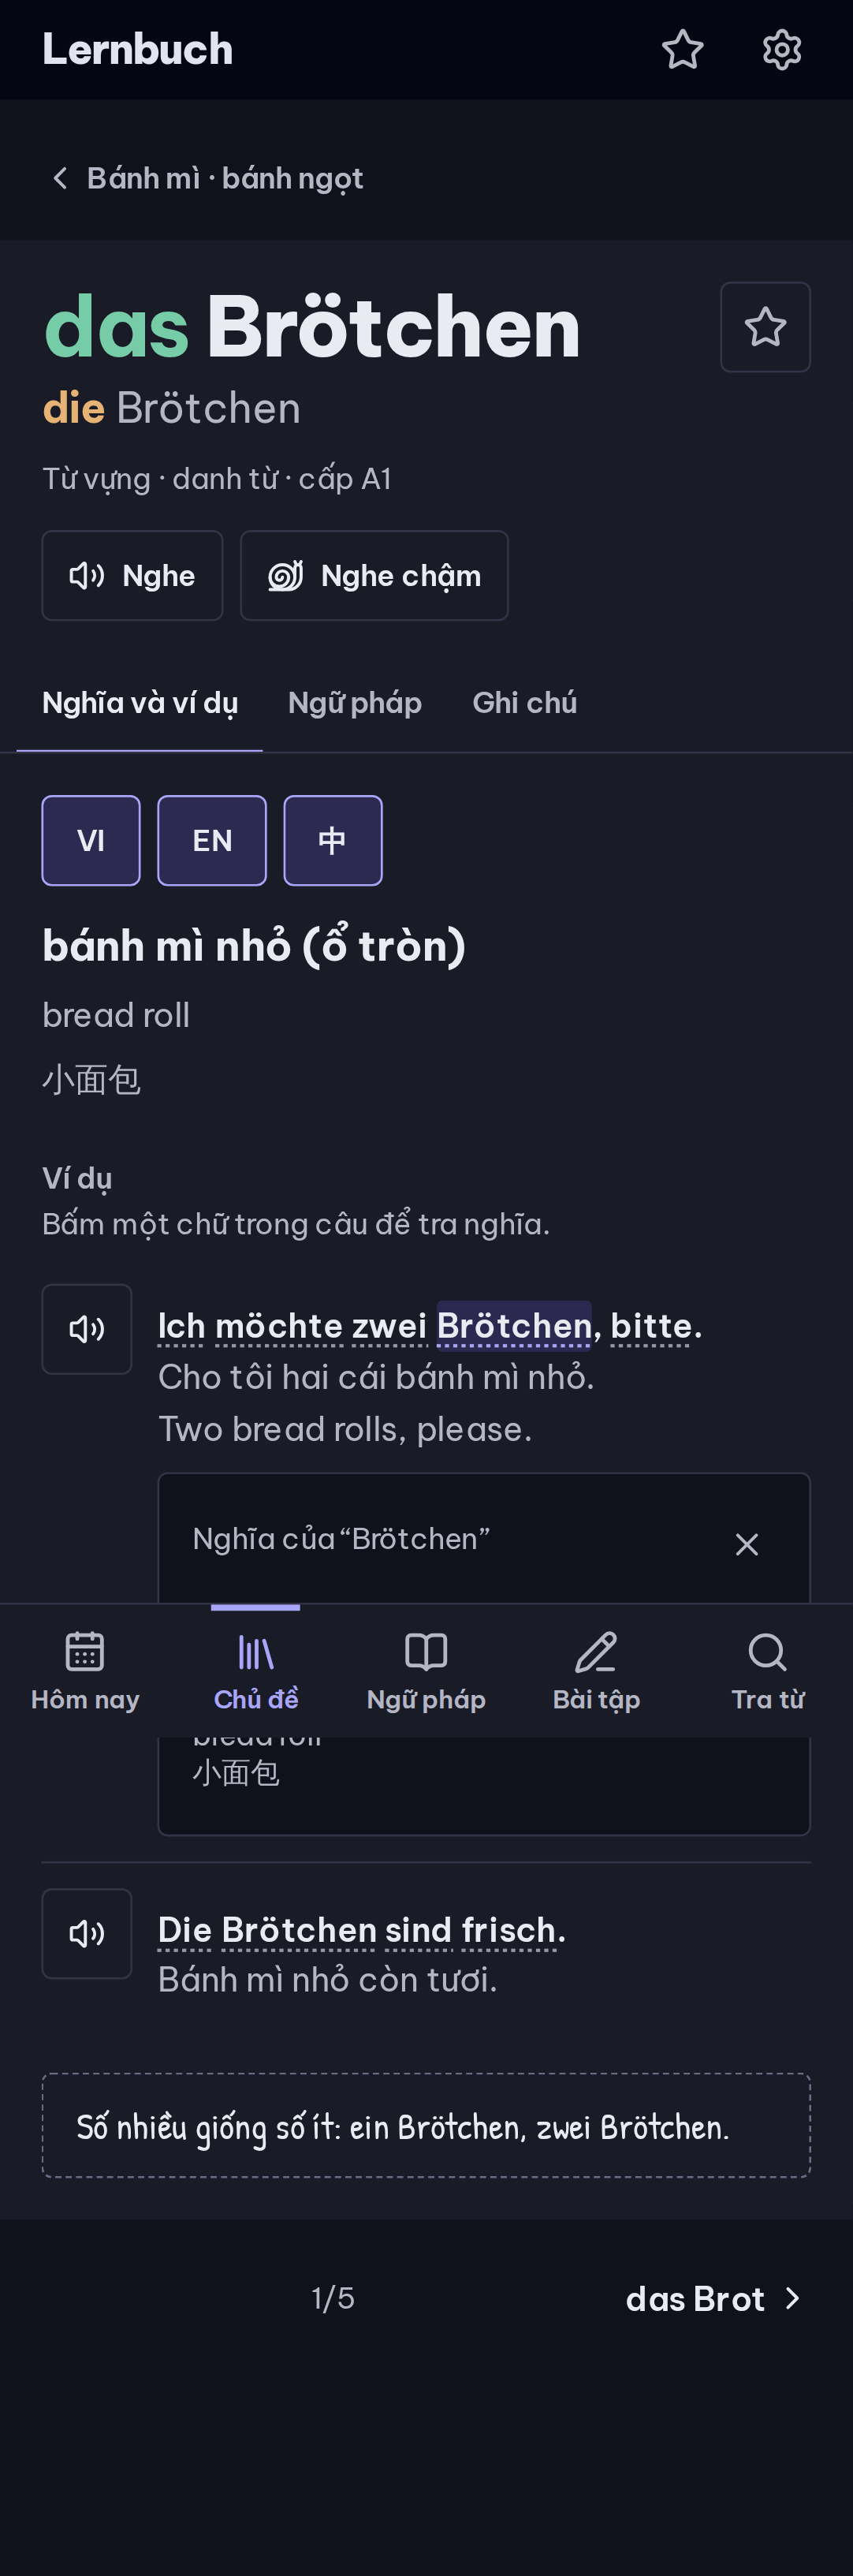 Lernbuch
Bánh mì · bánh ngọt
das Brötchen
die Brötchen
Từ vựng · danh từ · cấp A1
Nghe
Nghe chậm
Nghĩa và ví dụ
Ngữ pháp
Ghi chú
VI
EN
中
bánh mì nhỏ (ổ tròn)
bread roll
小面包
Ví dụ
Bấm một chữ trong câu để tra nghĩa.
Ich möchte zwei Brötchen, bitte.
Cho tôi hai cái bánh mì nhỏ.
Two bread rolls, please.
Nghĩa của “Brötchen”
Hôm nay
Chủ đề
Ngữ pháp
Bài tập
Tra từ
bread roll
小面包
Die Brötchen sind frisch.
Bánh mì nhỏ còn tươi.
Số nhiều giống số ít: ein Brötchen, zwei Brötchen.
1/5
das Brot